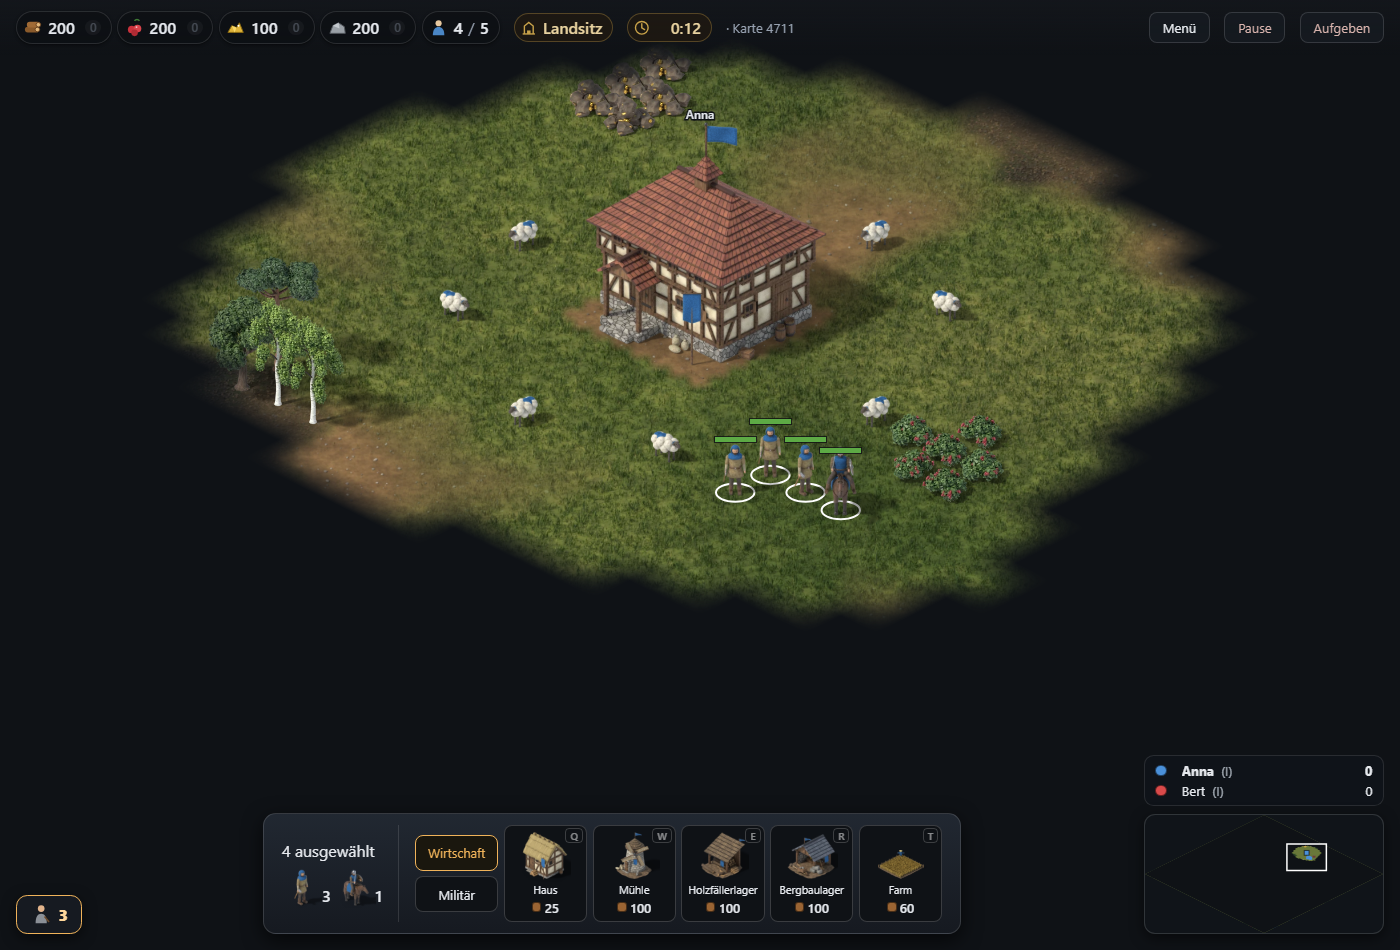 200 0 200 0 100 0 200 0 4 / 5 Landsitz 0:12 · Karte 4711 Menü Pause Aufgeben
Anna
Anna (I) 0
Bert (I) 0
4 ausgewählt
3 1
Wirtschaft
Militär
Q W E R T
Haus Mühle Holzfällerlager Bergbaulager Farm
25 100 100 100 60
3